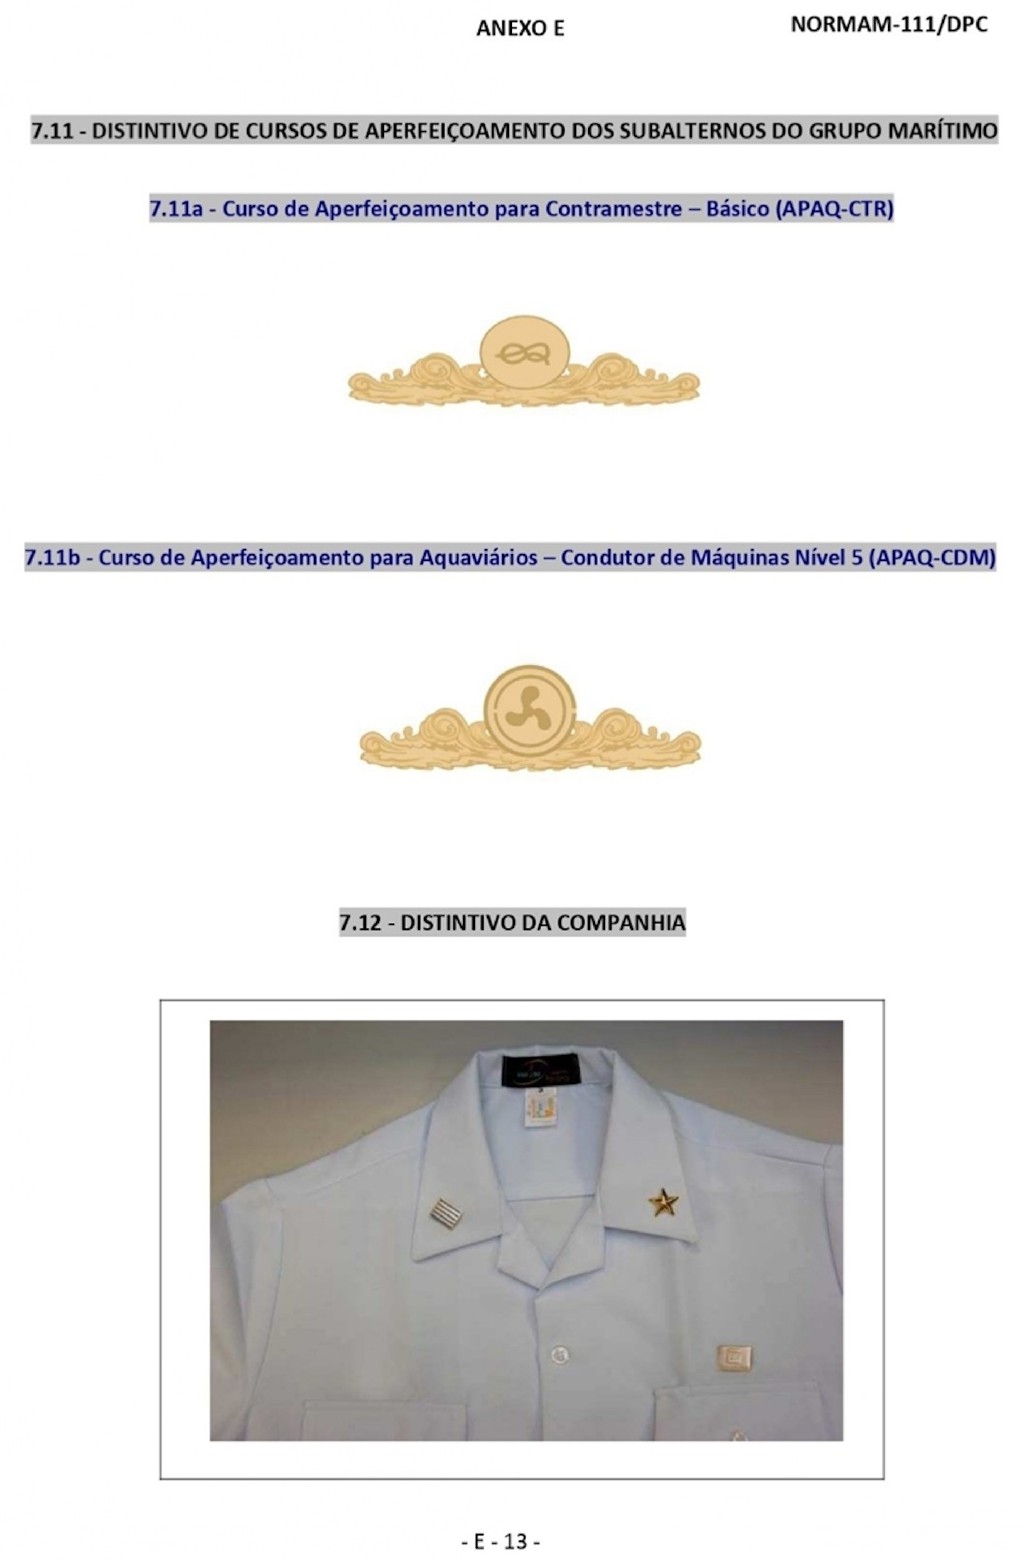 ANEXO E
NORMAM-111/DPC
7.11 - DISTINTIVO DE CURSOS DE APERFEIÇOAMENTO DOS SUBALTERNOS DO GRUPO MARÍTIMO
7.11a - Curso de Aperfeiçoamento para Contramestre – Básico (APAQ-CTR)
7.11b - Curso de Aperfeiçoamento para Aquaviários – Condutor de Máquinas Nível 5 (APAQ-CDM)
7.12 - DISTINTIVO DA COMPANHIA
- E - 13 -